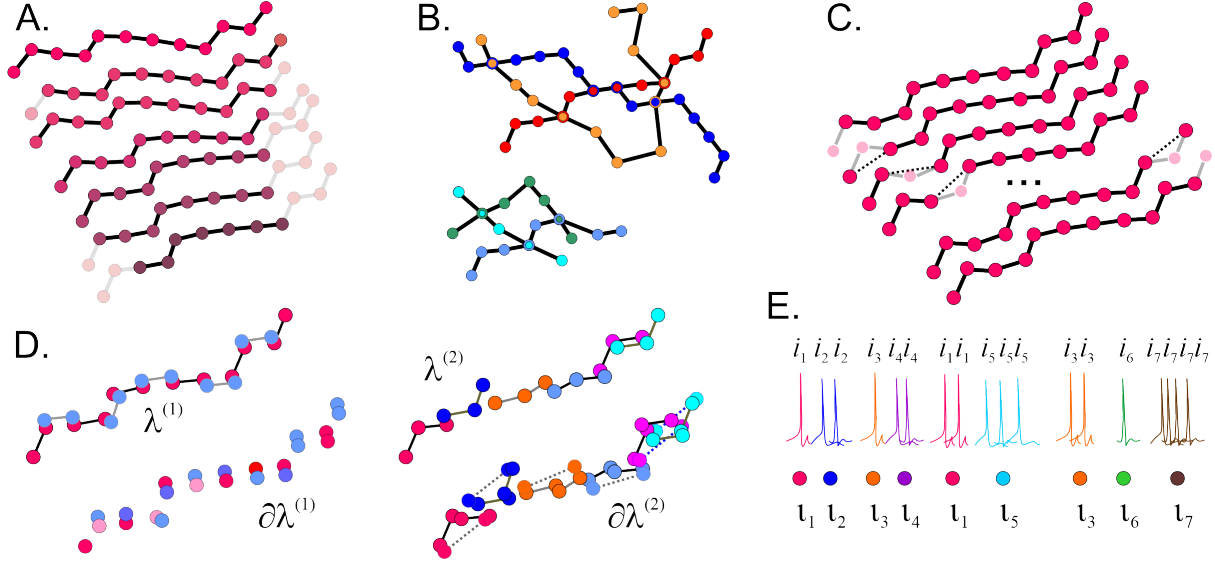 A.
B.
C.
...
D.
λ(1)
∂λ(1)
λ(2)
∂λ(2)
E.
i1 i2 i2 i3 i4 i4 i1 i1 i5 i5 i5 i3 i3 i6 i7 i7 i7 i7
ι1 ι2 ι3 ι4 ι1 ι5 ι3 ι6 ι7